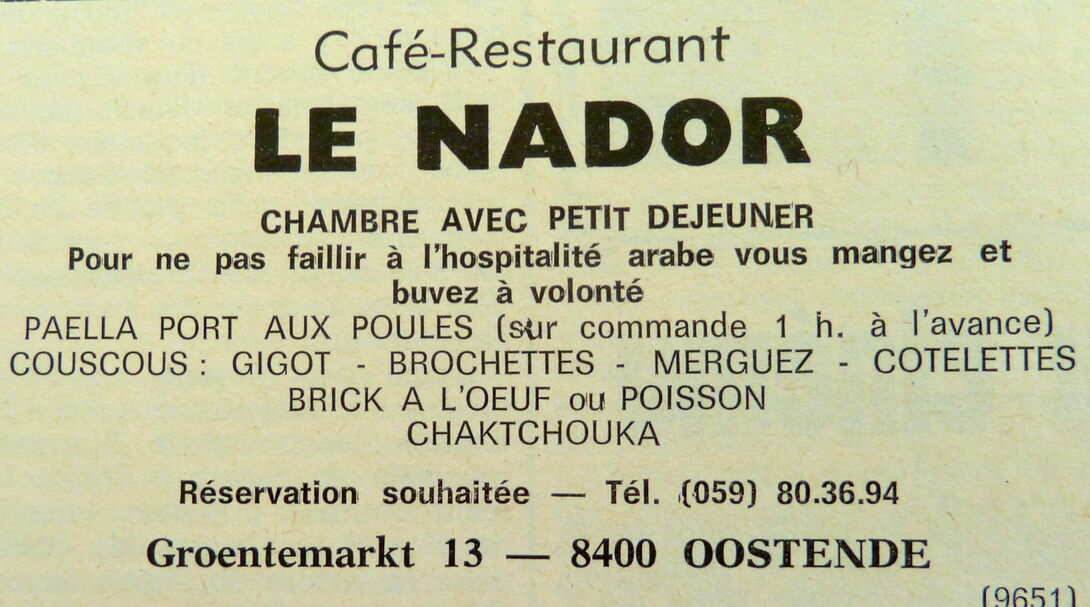 Café-Restaurant
LE NADOR
CHAMBRE AVEC PETIT DEJEUNER
Pour ne pas faillir à l'hospitalité arabe vous mangez et
buvez à volonté
PAELLA PORT AUX POULES (sur commande 1 h. à l'avance)
COUSCOUS : GIGOT - BROCHETTES - MERGUEZ - COTELETTES
BRICK A L'OEUF ou POISSON
CHAKTCHOUKA
Réservation souhaitée — Tél. (059) 80.36.94
Groentemarkt 13 — 8400 OOSTENDE
(9651)